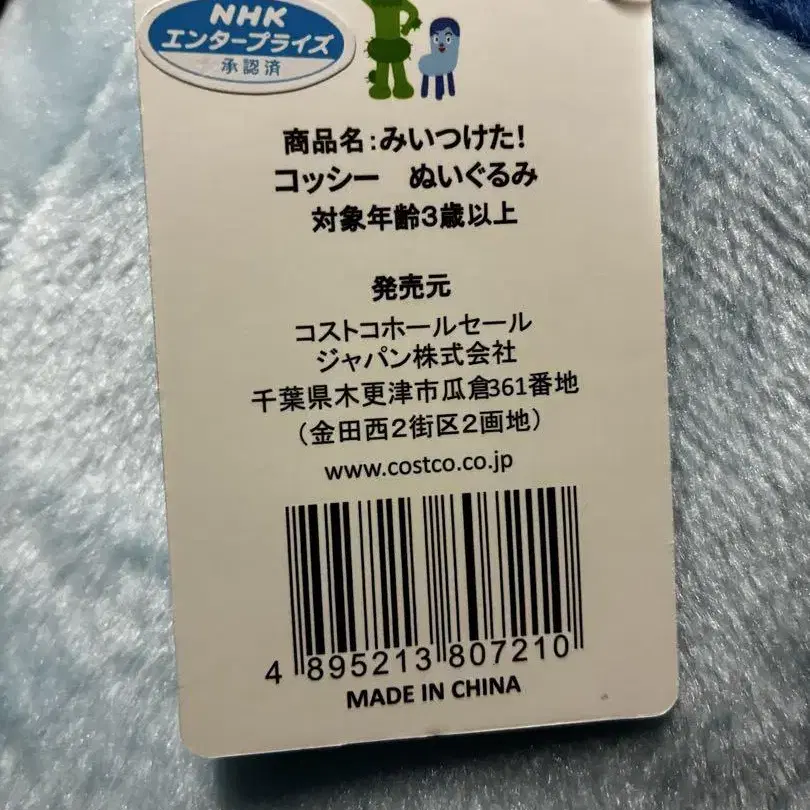 NHK
エンタープライズ
承認済
商品名:みいつけた!
コッシー　ぬいぐるみ
対象年齢3歳以上
発売元
コストコホールセール
ジャパン株式会社
千葉県木更津市瓜倉361番地
（金田西2街区2画地）
www.costco.co.jp
4 895213 807210
MADE IN CHINA